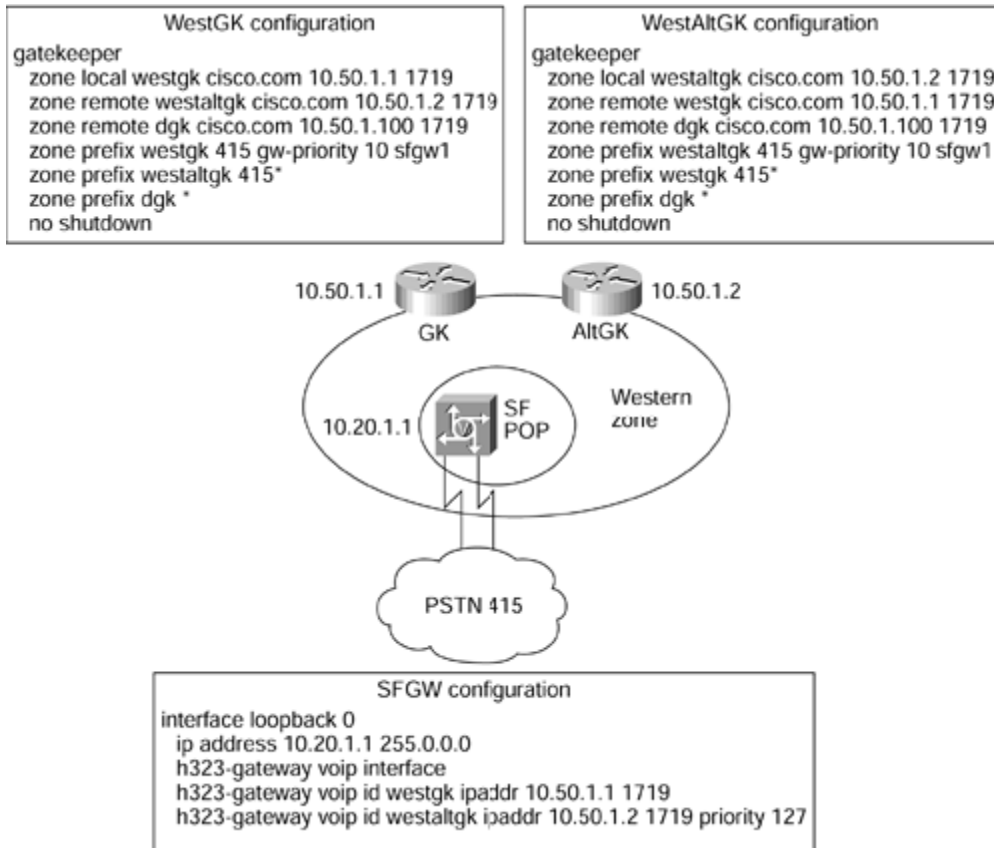 WestGK configuration
gatekeeper
zone local westgk cisco.com 10.50.1.1 1719
zone remote westaltgk cisco.com 10.50.1.2 1719
zone remote dgk cisco.com 10.50.1.100 1719
zone prefix westgk 415 gw-priority 10 sfgw1
zone prefix westaltgk 415*
zone prefix dgk *
no shutdown
WestAltGK configuration
gatekeeper
zone local westaltgk cisco.com 10.50.1.2 1719
zone remote westgk cisco.com 10.50.1.1 1719
zone remote dgk cisco.com 10.50.1.100 1719
zone prefix westaltgk 415 gw-priority 10 sfgw1
zone prefix westgk 415*
zone prefix dgk *
no shutdown
10.50.1.1
GK
AltGK
10.50.1.2
10.20.1.1
V
SF
POP
Western
zone
PSTN 415
SFGW configuration
interface loopback 0
ip address 10.20.1.1 255.0.0.0
h323-gateway voip interface
h323-gateway voip id westgk ipaddr 10.50.1.1 1719
h323-gateway voip id westaltgk ipaddr 10.50.1.2 1719 priority 127